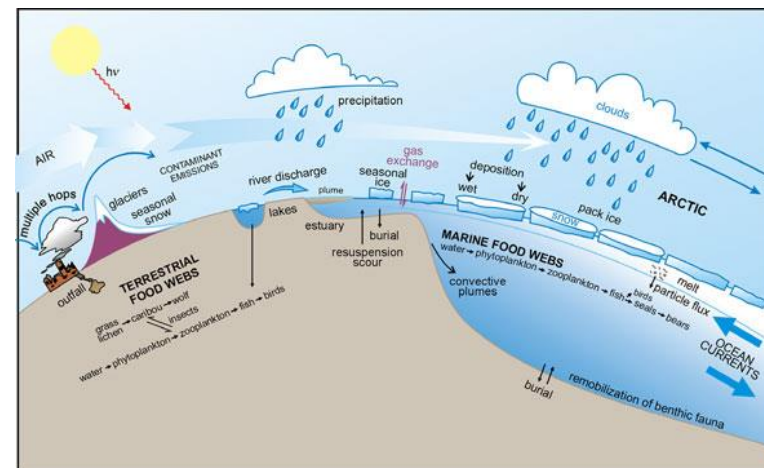 hν
precipitation
clouds
AIR
CONTAMINANT
EMISSIONS
multiple hops
glaciers
seasonal
snow
river discharge
plume
seasonal
ice
gas
exchange
deposition
wet
dry
pack ice
ARCTIC
snow
outfall
lakes
estuary
burial
resuspension
scour
TERRESTRIAL
FOOD WEBS
grass
lichen
caribou
wolf
insects
water
phytoplankton
zooplankton
fish
birds
convective
plumes
MARINE FOOD WEBS
water
phytoplankton
zooplankton
fish
birds
seals
bears
melt
particle flux
OCEAN
CURRENTS
burial
remobilization of benthic fauna